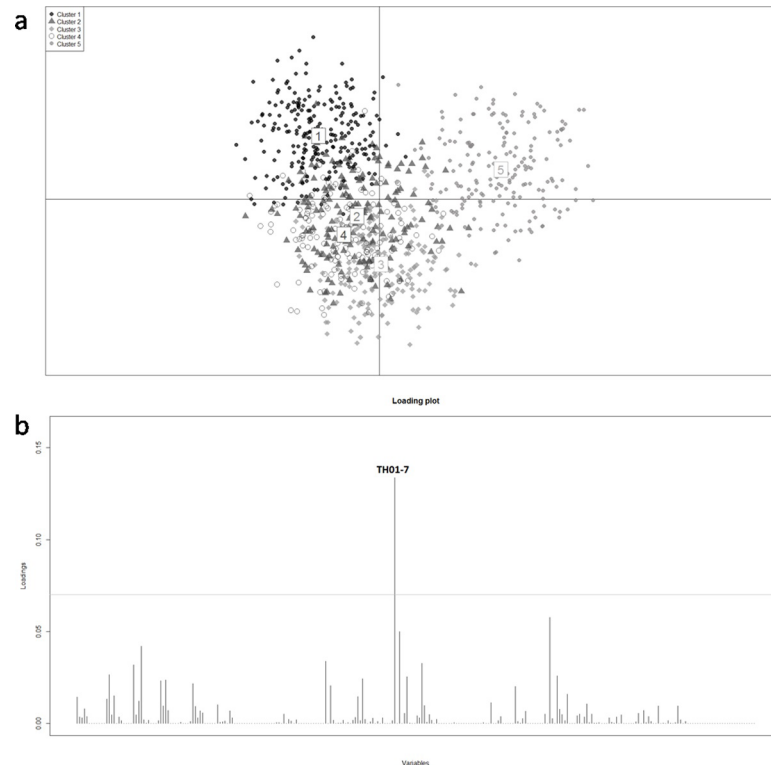 a
Cluster 1
Cluster 2
Cluster 3
Cluster 4
Cluster 5
1
5
2
4
3
Loading plot
b
0.15
TH01-7
0.10
Loadings
0.05
0.00
Variables